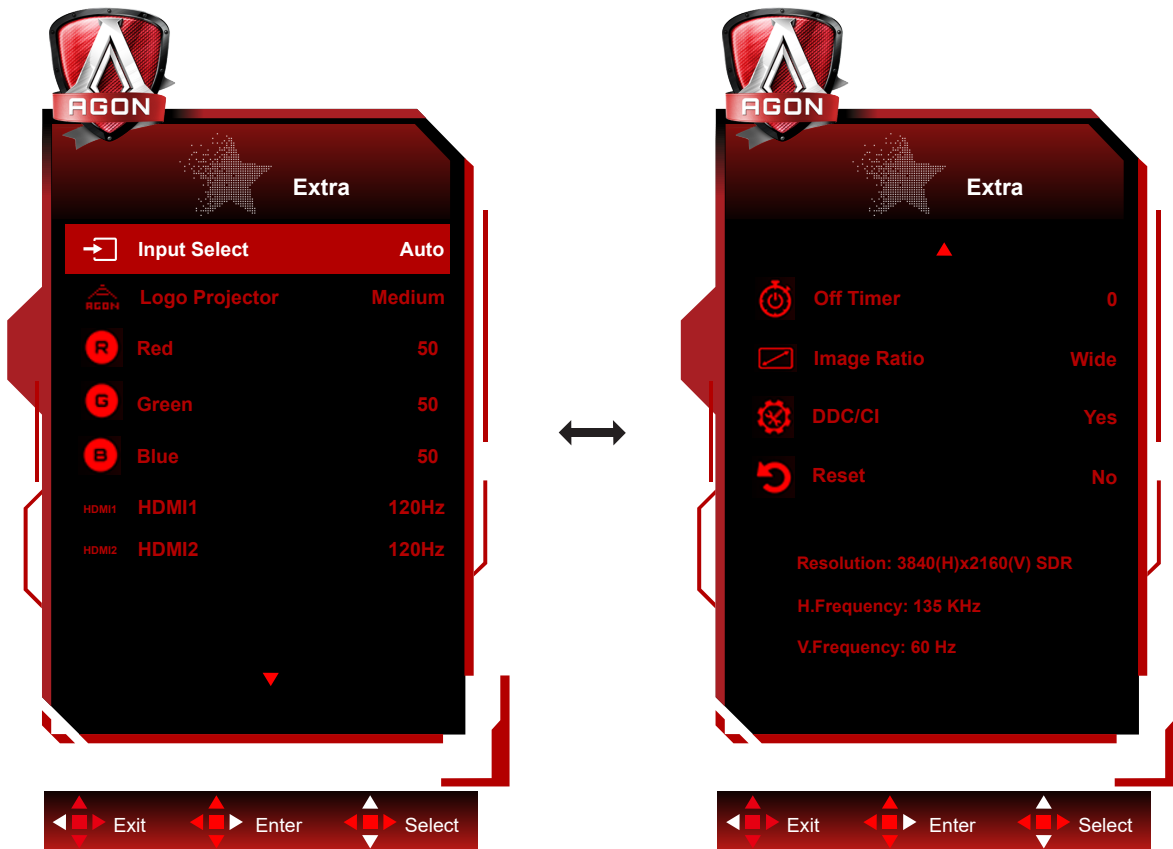 AGON
Extra
Input Select Auto
AGON Logo Projector Medium
R Red 50
G Green 50
B Blue 50
HDMI1 HDMI1 120Hz
HDMI2 HDMI2 120Hz
Exit Enter Select
AGON
Extra
Off Timer 0
Image Ratio Wide
DDC/CI Yes
Reset No
Resolution: 3840(H)x2160(V) SDR
H.Frequency: 135 KHz
V.Frequency: 60 Hz
Exit Enter Select